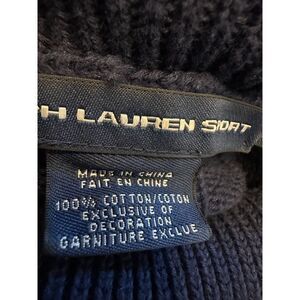 H LAUREN SPORT
MADE IN CHINA
FAIT EN CHINE
100% COTTON/COTON
EXCLUSIVE OF
DECORATION
GARNITURE EXCLUE